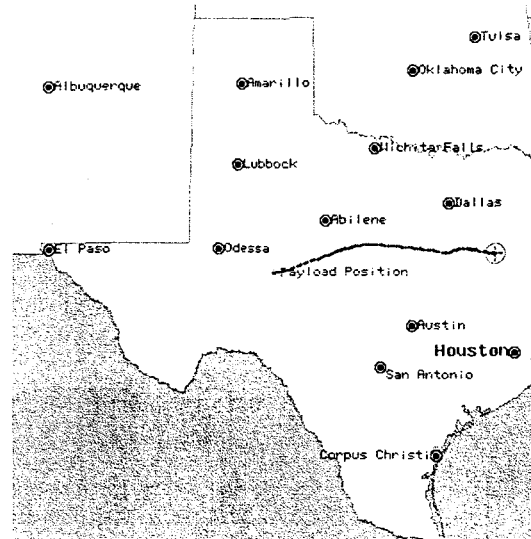 Tulsa
Oklahoma City
Albuquerque
Amarillo
Wichita Falls
Lubbock
Dallas
Abilene
El Paso
Odessa
Payload Position
Austin
Houston
San Antonio
Corpus Christi